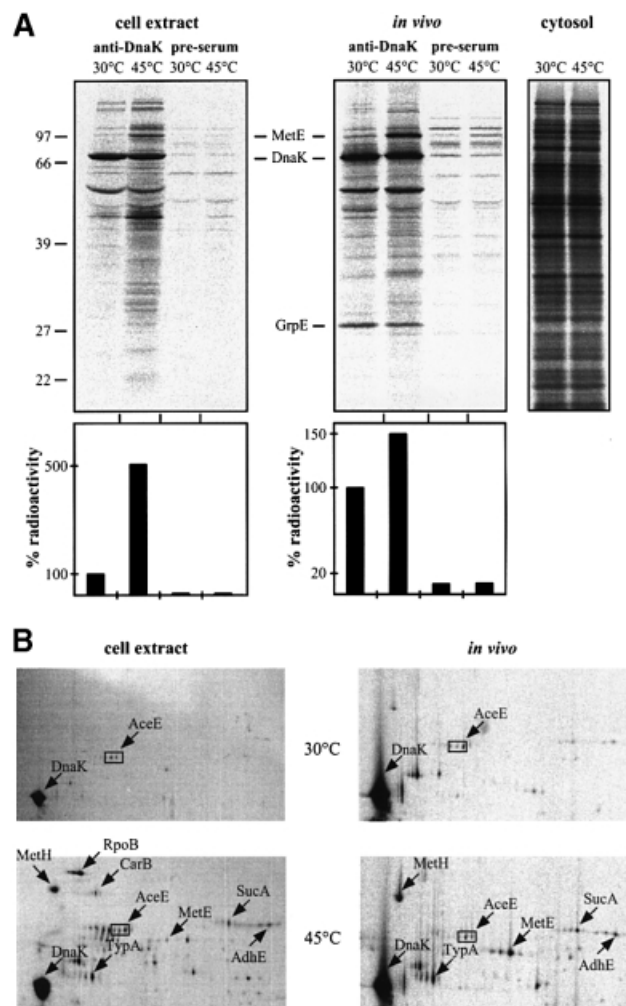 A
cell extract
in vivo
cytosol
anti-DnaK pre-serum
anti-DnaK pre-serum
30°C 45°C 30°C 45°C
30°C 45°C 30°C 45°C
30°C 45°C
97
66
39
27
22
MetE
DnaK
GrpE
% radioactivity
500
100
% radioactivity
150
100
20
B
cell extract
in vivo
AceE
DnaK
30°C
AceE
DnaK
RpoB
MetH
CarB
AceE
SucA
MetE
DnaK
TypA
AdhE
45°C
MetH
AceE
SucA
MetE
DnaK
TypA
AdhE